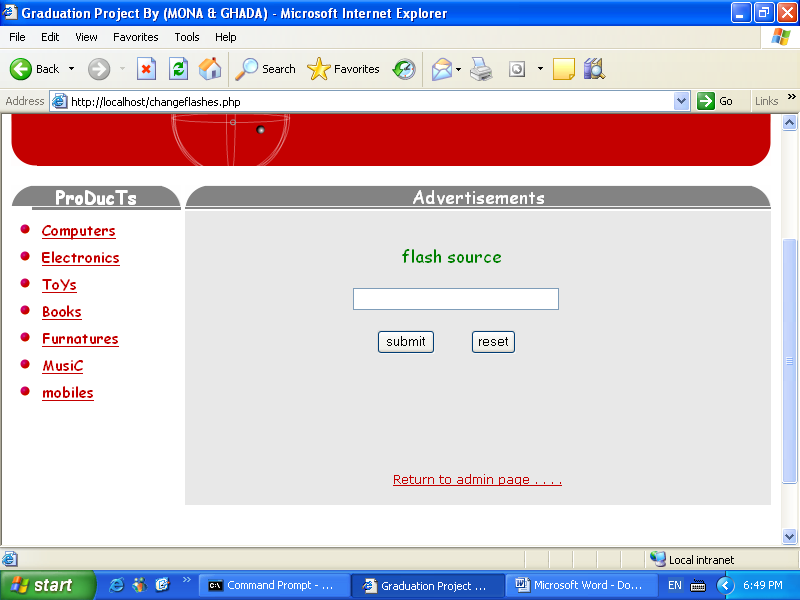 Graduation Project By (MONA & GHADA) - Microsoft Internet Explorer
File Edit View Favorites Tools Help
Back Search Favorites
Address http://localhost/changeflashes.php Go Links »
ProDucTs
Advertisements
Computers
Electronics
ToYs
Books
Furnatures
MusiC
mobiles
flash source
submit reset
Return to admin page . . . .
Local intranet
start » Command Prompt - ... Graduation Project ... Microsoft Word - Do... EN 6:49 PM